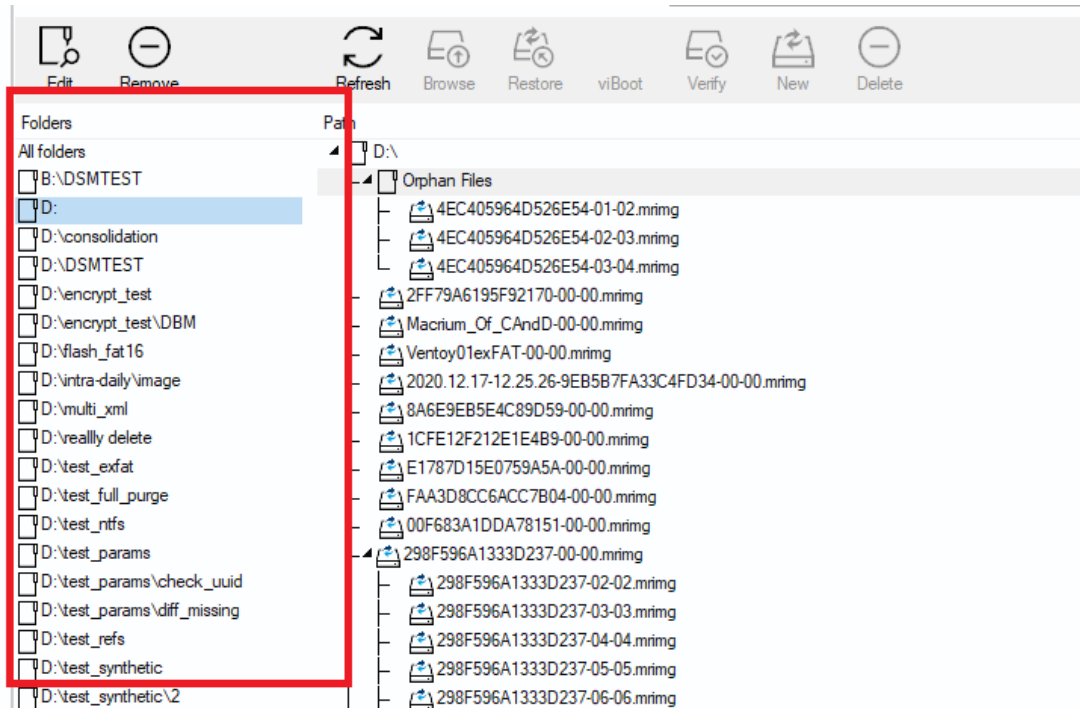 Edit Remove Refresh Browse Restore viBoot Verify New Delete
Folders
All folders
B:\DSMTEST
D:
D:\consolidation
D:\DSMTEST
D:\encrypt_test
D:\encrypt_test\DBM
D:\flash_fat16
D:\intra-daily\image
D:\multi_xml
D:\reallly delete
D:\test_exfat
D:\test_full_purge
D:\test_ntfs
D:\test_params
D:\test_params\check_uuid
D:\test_params\diff_missing
D:\test_refs
D:\test_synthetic
D:\test_synthetic\2
Path
D:\
Orphan Files
4EC405964D526E54-01-02.mrimg
4EC405964D526E54-02-03.mrimg
4EC405964D526E54-03-04.mrimg
2FF79A6195F92170-00-00.mrimg
Macrium_Of_CAndD-00-00.mrimg
Ventoy01exFAT-00-00.mrimg
2020.12.17-12.25.26-9EB5B7FA33C4FD34-00-00.mrimg
8A6E9EB5E4C89D59-00-00.mrimg
1CFE12F212E1E4B9-00-00.mrimg
E1787D15E0759A5A-00-00.mrimg
FAA3D8CC6ACC7B04-00-00.mrimg
00F683A1DDA78151-00-00.mrimg
298F596A1333D237-00-00.mrimg
298F596A1333D237-02-02.mrimg
298F596A1333D237-03-03.mrimg
298F596A1333D237-04-04.mrimg
298F596A1333D237-05-05.mrimg
298F596A1333D237-06-06.mrimg